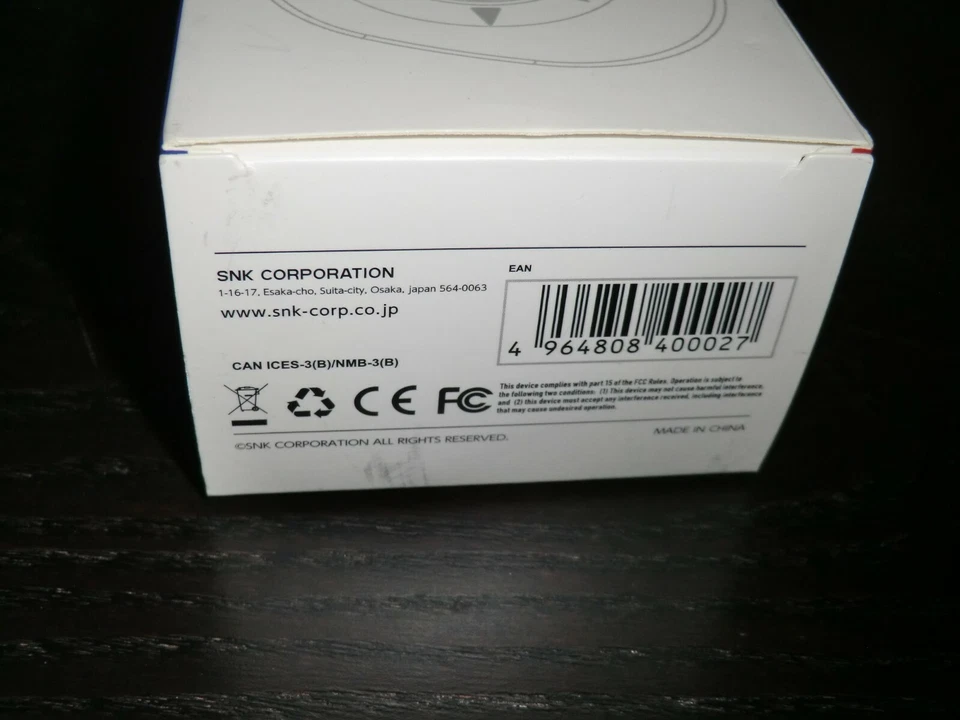 SNK CORPORATION
1-16-17, Esaka-cho, Suita-city, Osaka, japan 564-0063
www.snk-corp.co.jp
EAN
4 964808 400027
CAN ICES-3(B)/NMB-3(B)
CE FC
This device complies with part 15 of the FCC Rules. Operation is subject to
the following two conditions: (1) This device may not cause harmful interference,
and (2) this device must accept any interference received, including interference
that may cause undesired operation.
©SNK CORPORATION ALL RIGHTS RESERVED.
MADE IN CHINA